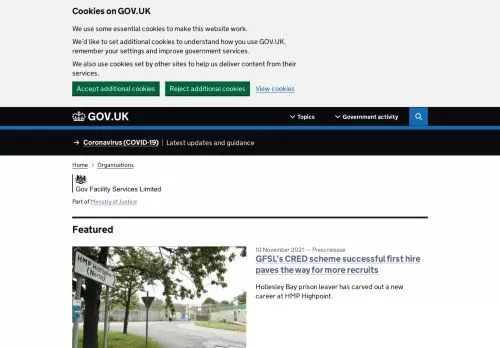 Cookies on GOV.UK
We use some essential cookies to make this website work.
We'd like to set additional cookies to understand how you use GOV.UK,
remember your settings and improve government services.
We also use cookies set by other sites to help us deliver content from their
services.
Accept additional cookies
Reject additional cookies
View cookies
GOV.UK
Topics
Government activity
Coronavirus (COVID-19)
Latest updates and guidance
Home
Organisations
Gov Facility Services Limited
Part of Ministry of Justice
Featured
10 November 2021 — Press release
GFSL's CRED scheme successful first hire
paves the way for more recruits
Hollesley Bay prison leaver has carved out a new
career at HMP Highpoint.
HMP Highpoint
(North)